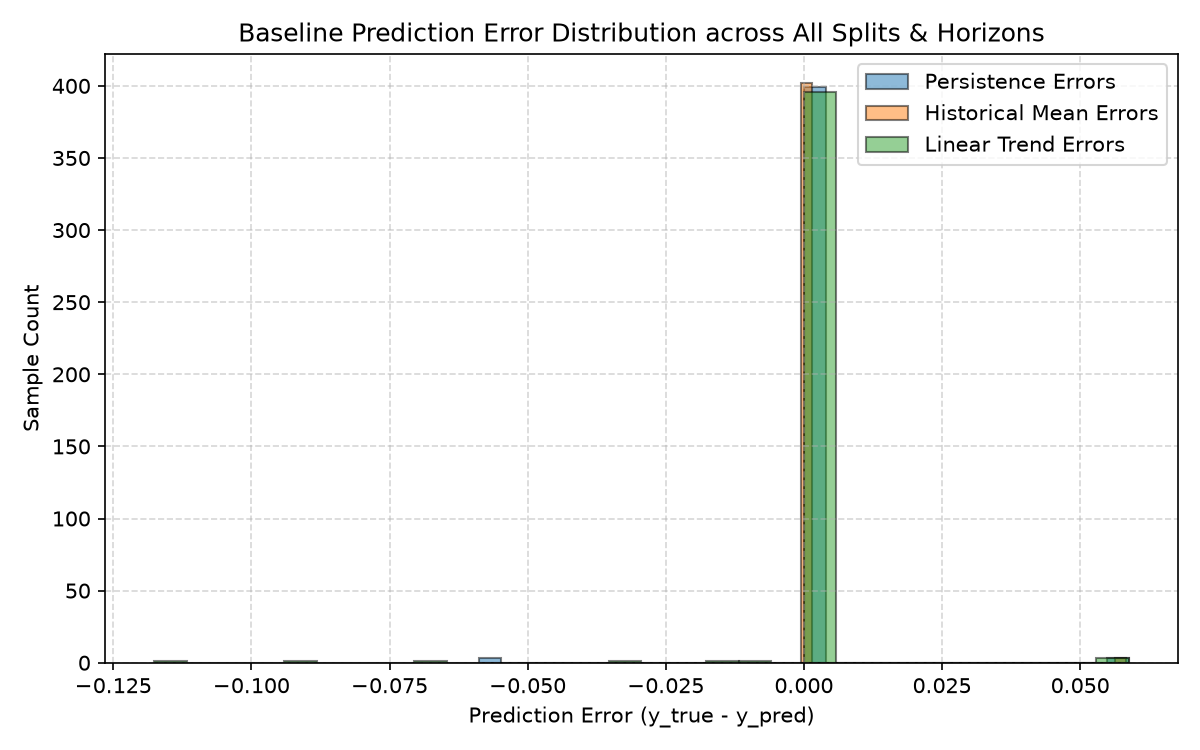 Baseline Prediction Error Distribution across All Splits & Horizons
Persistence Errors
Historical Mean Errors
Linear Trend Errors
Sample Count
400
350
300
250
200
150
100
50
0
−0.125 −0.100 −0.075 −0.050 −0.025 0.000 0.025 0.050
Prediction Error (y_true - y_pred)